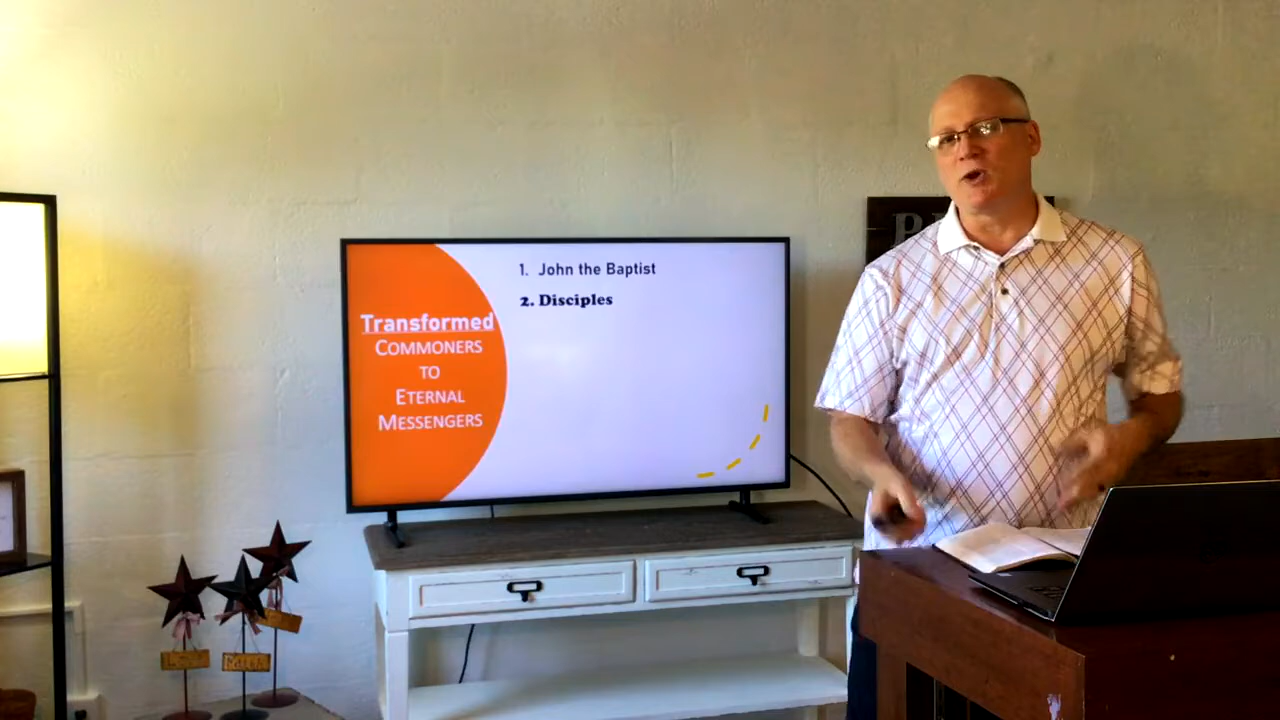 Transformed
COMMONERS
TO
ETERNAL
MESSENGERS
1. John the Baptist
2. Disciples